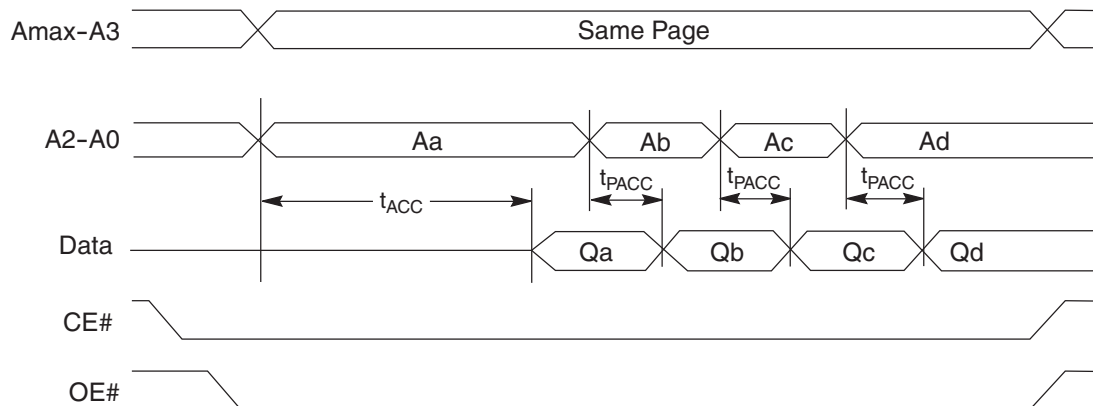 Amax-A3 Same Page
A2-A0 Aa Ab Ac Ad
tACC tPACC tPACC tPACC
Data Qa Qb Qc Qd
CE#
OE#